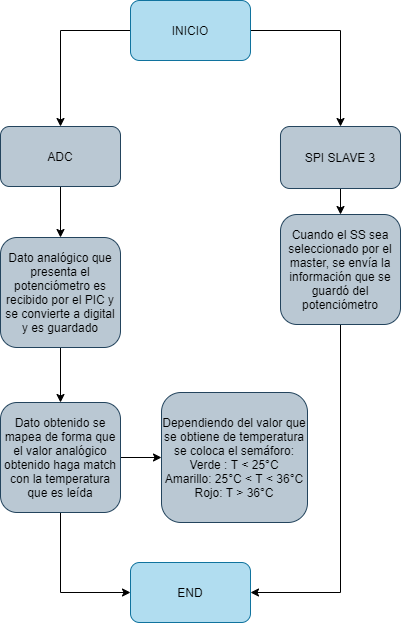 INICIO
ADC
SPI SLAVE 3
Dato analógico que
presenta el
potenciómetro es
recibido por el PIC y
se convierte a digital
y es guardado
Cuando el SS sea
seleccionado por el
master, se envía la
información que se
guardó del
potenciómetro
Dato obtenido se
mapea de forma que
el valor analógico
obtenido haga match
con la temperatura
que es leída
Dependiendo del valor que
se obtiene de temperatura
se coloca el semáforo:
Verde : T < 25°C
Amarillo: 25°C < T < 36°C
Rojo: T > 36°C
END